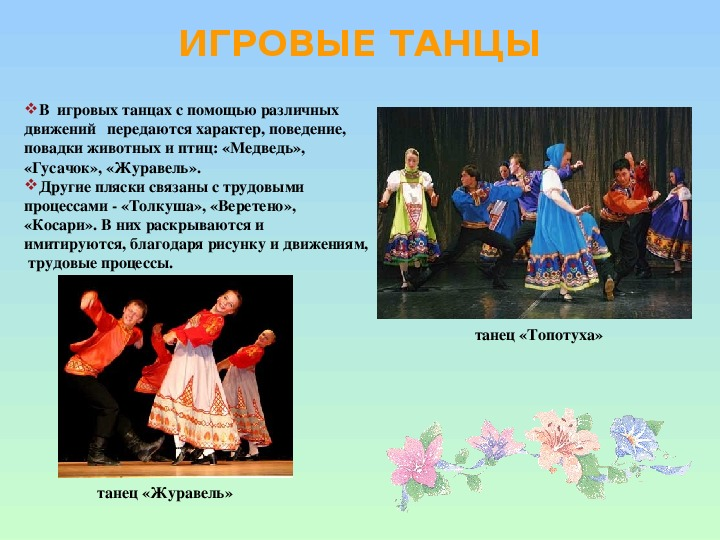 ИГРОВЫЕ ТАНЦЫ
❖В игровых танцах с помощью различных
движений передаются характер, поведение,
повадки животных и птиц: «Медведь»,
«Гусачок», «Журавель».
❖Другие пляски связаны с трудовыми
процессами - «Толкуша», «Веретено»,
«Косари». В них раскрываются и
имитируются, благодаря рисунку и движениям,
трудовые процессы.
танец «Топотуха»
танец «Журавель»